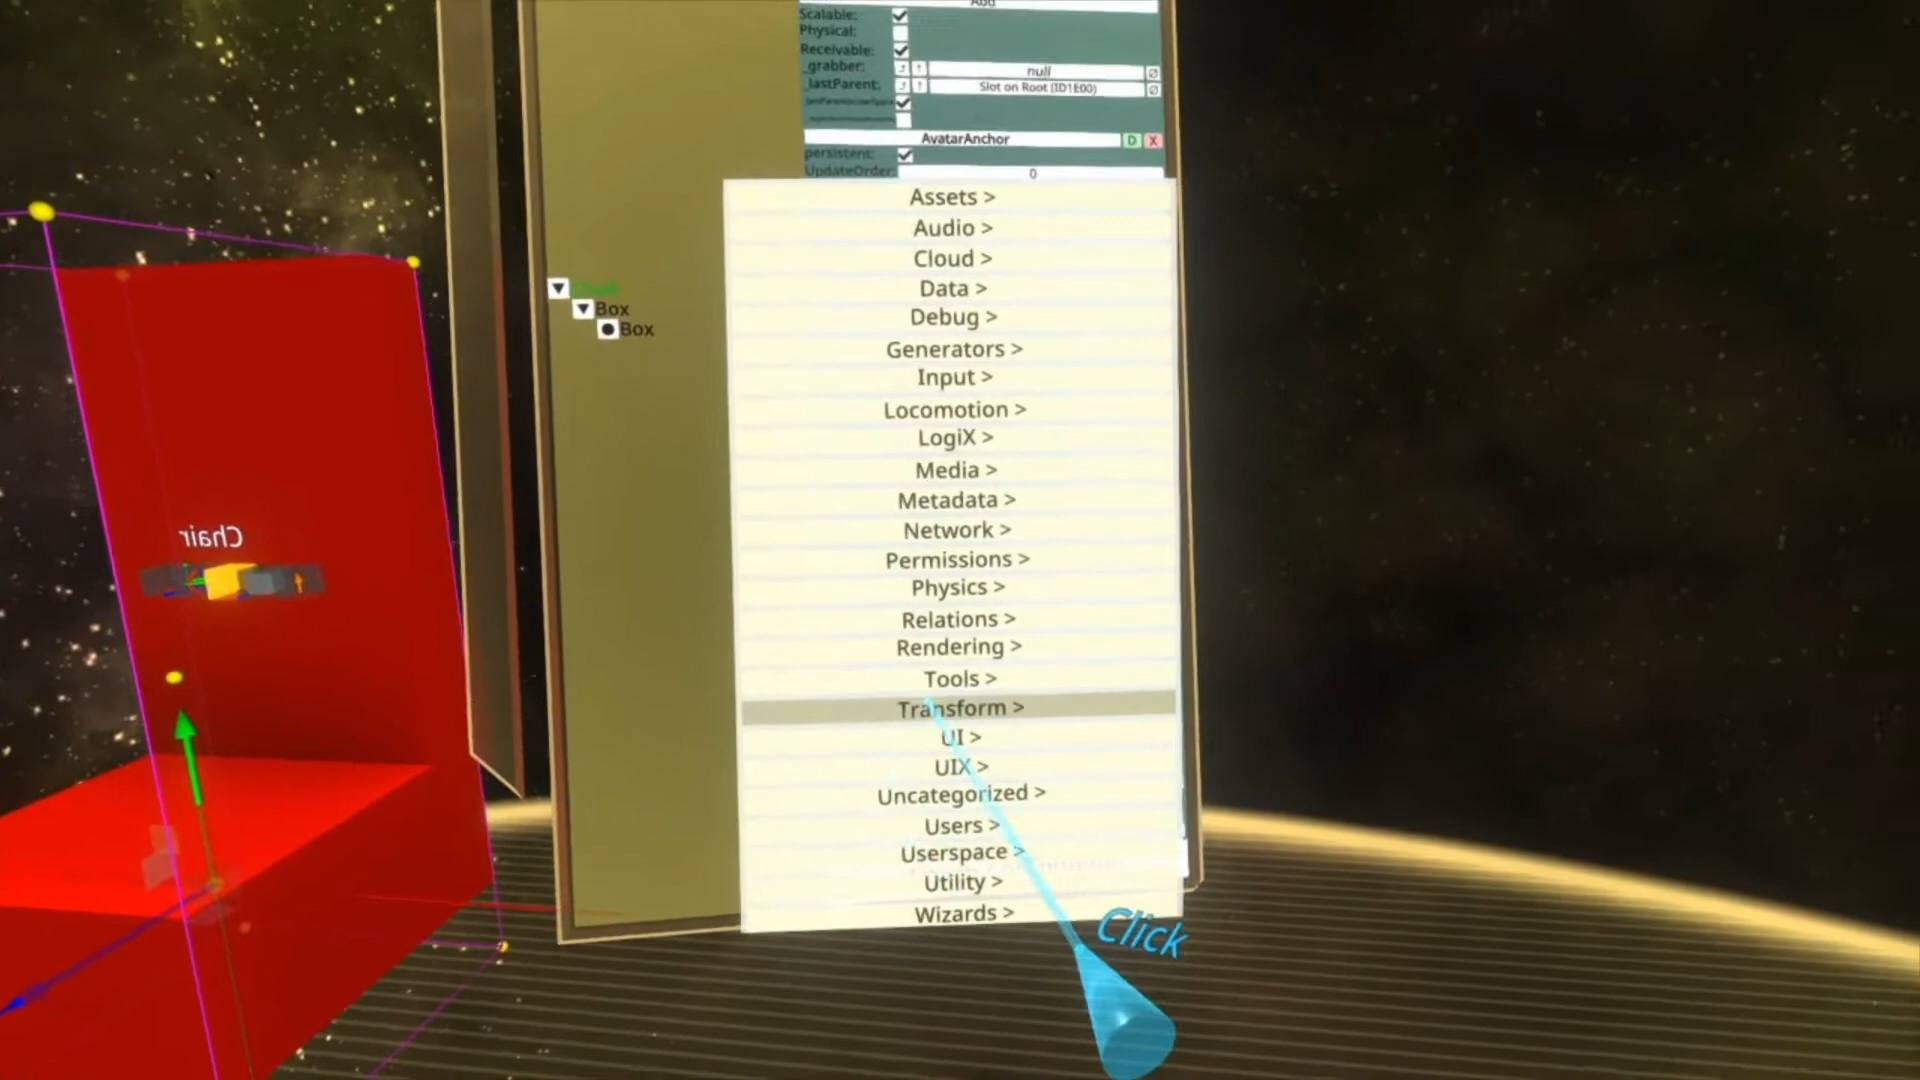 Add
Scalable:
Physical:
Receivable:
_grabber:
null
_lastParent:
Slot on Root (ID1E00)
AvatarAnchor
D
X
persistent:
UpdateOrder:
0
Assets >
Audio >
Cloud >
Data >
Debug >
Generators >
Input >
Locomotion >
LogiX >
Media >
Metadata >
Network >
Permissions >
Physics >
Relations >
Rendering >
Tools >
Transform >
UI >
UIX >
Uncategorized >
Users >
Userspace >
Utility >
Wizards >
Box
Box
Chair
Click